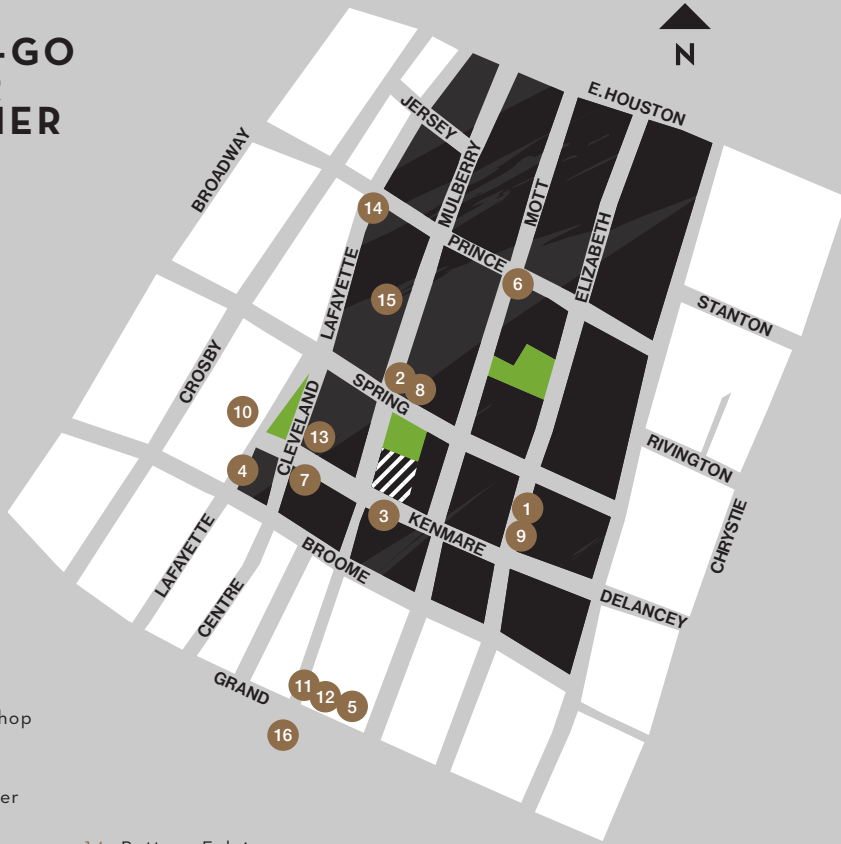 -GO
IER
N
E. HOUSTON
JERSEY
BROADWAY
MULBERRY
MOTT
ELIZABETH
14
PRINCE
6
LAFAYETTE
15
STANTON
CROSBY
2
8
SPRING
10
CLEVELAND
13
RIVINGTON
4
7
3
KENMARE
1
9
CHRYSTIE
LAFAYETTE
BROOME
CENTRE
DELANCEY
GRAND
11
12
5
16
hop
er